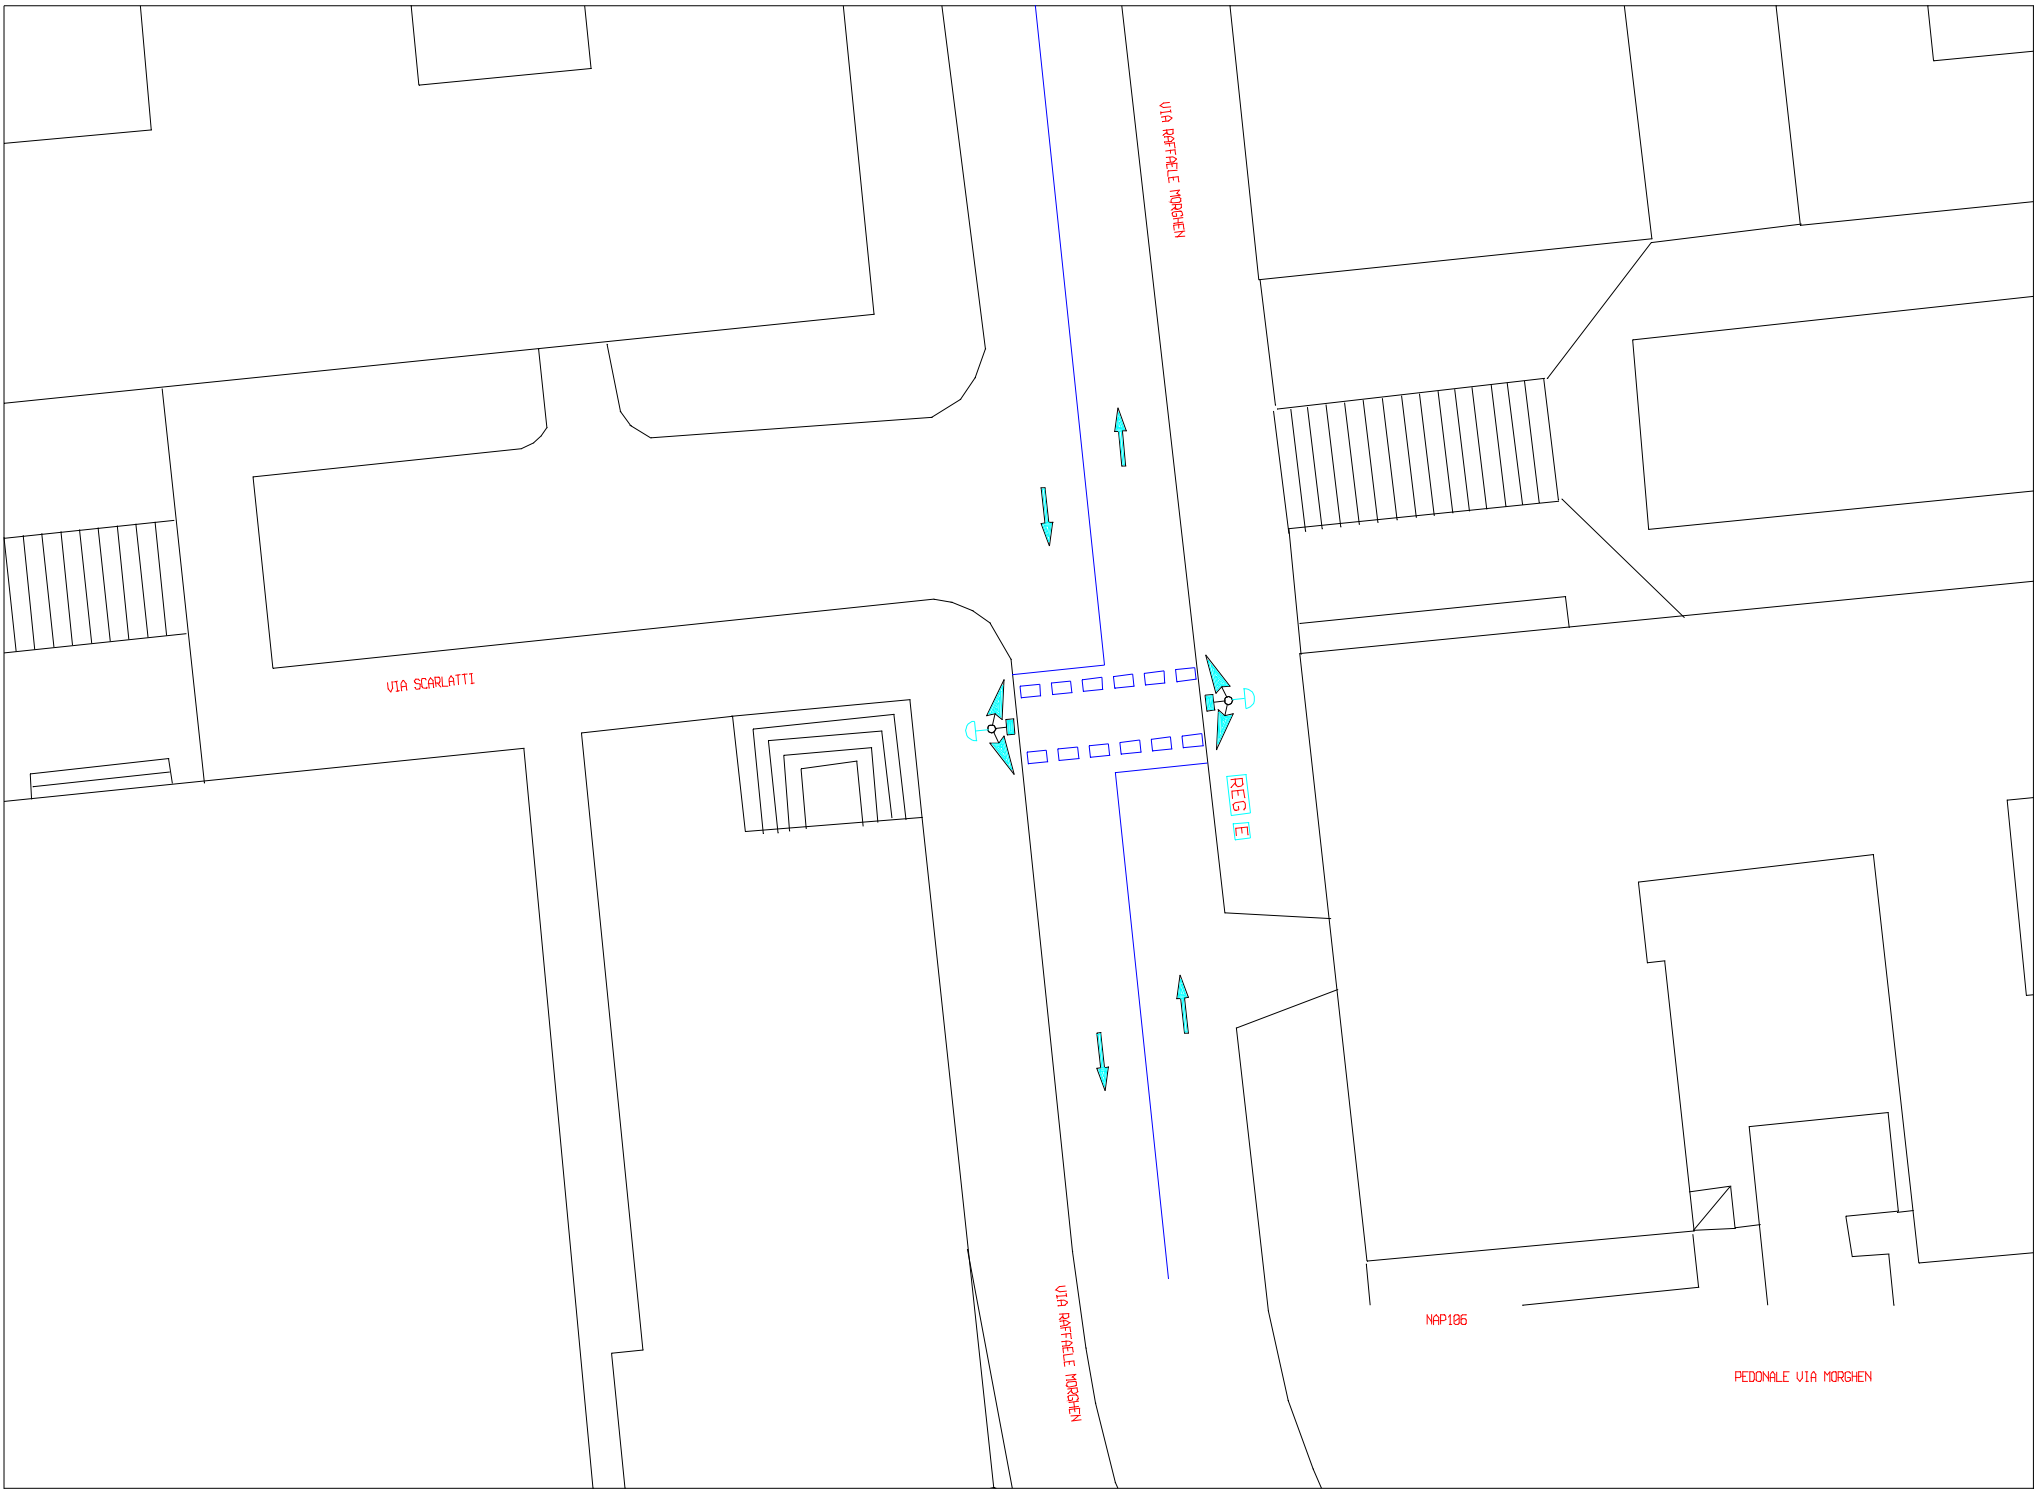 VIA RAFFAELE MORGHEN
VIA SCARLATTI
REG E
VIA RAFFAELE MORGHEN
NAP106
PEDONALE VIA MORGHEN